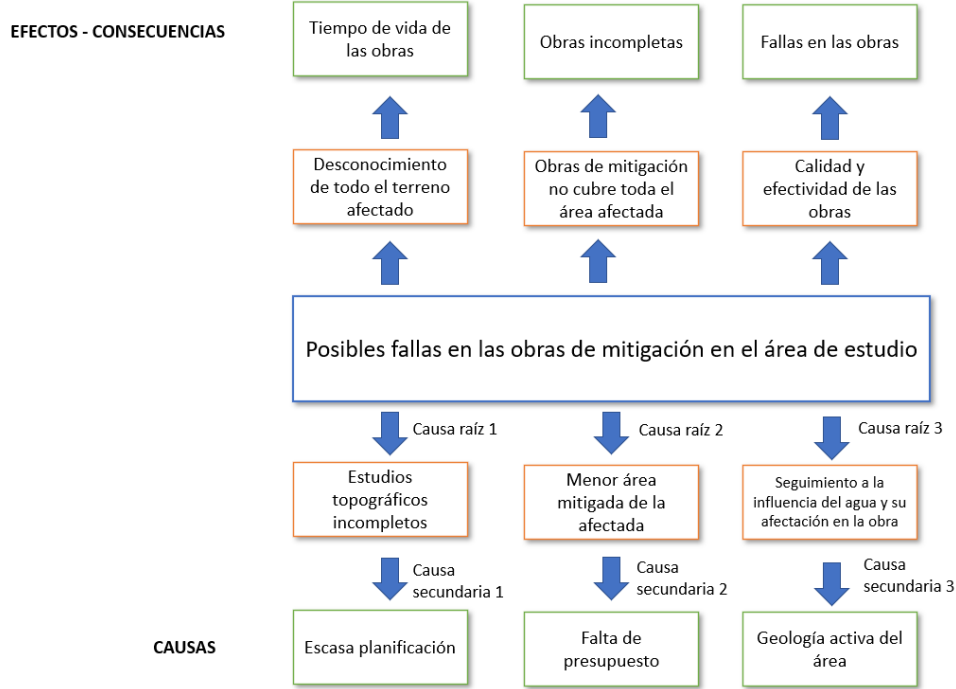 EFECTOS - CONSECUENCIAS
Tiempo de vida de
las obras
Obras incompletas
Fallas en las obras
Desconocimiento
de todo el terreno
afectado
Obras de mitigación
no cubre toda el
área afectada
Calidad y
efectividad de las
obras
Posibles fallas en las obras de mitigación en el área de estudio
Causa raíz 1
Causa raíz 2
Causa raíz 3
Estudios
topográficos
incompletos
Menor área
mitigada de la
afectada
Seguimiento a la
influencia del agua y su
afectación en la obra
Causa
secundaria 1
Causa
secundaria 2
Causa
secundaria 3
CAUSAS
Escasa planificación
Falta de
presupuesto
Geología activa del
área